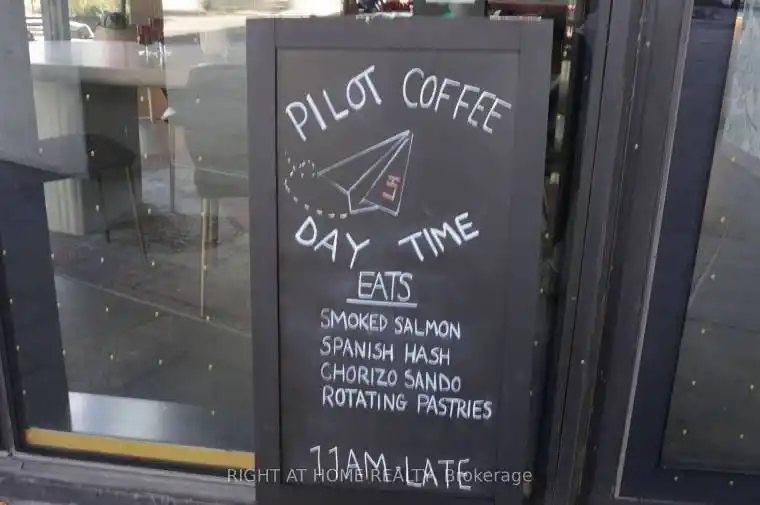 PILOT COFFEE
LH
DAY TIME
EATS
SMOKED SALMON
SPANISH HASH
CHORIZO SANDO
ROTATING PASTRIES
11AM-LATE
RIGHT AT HOME REALTY Brokerage